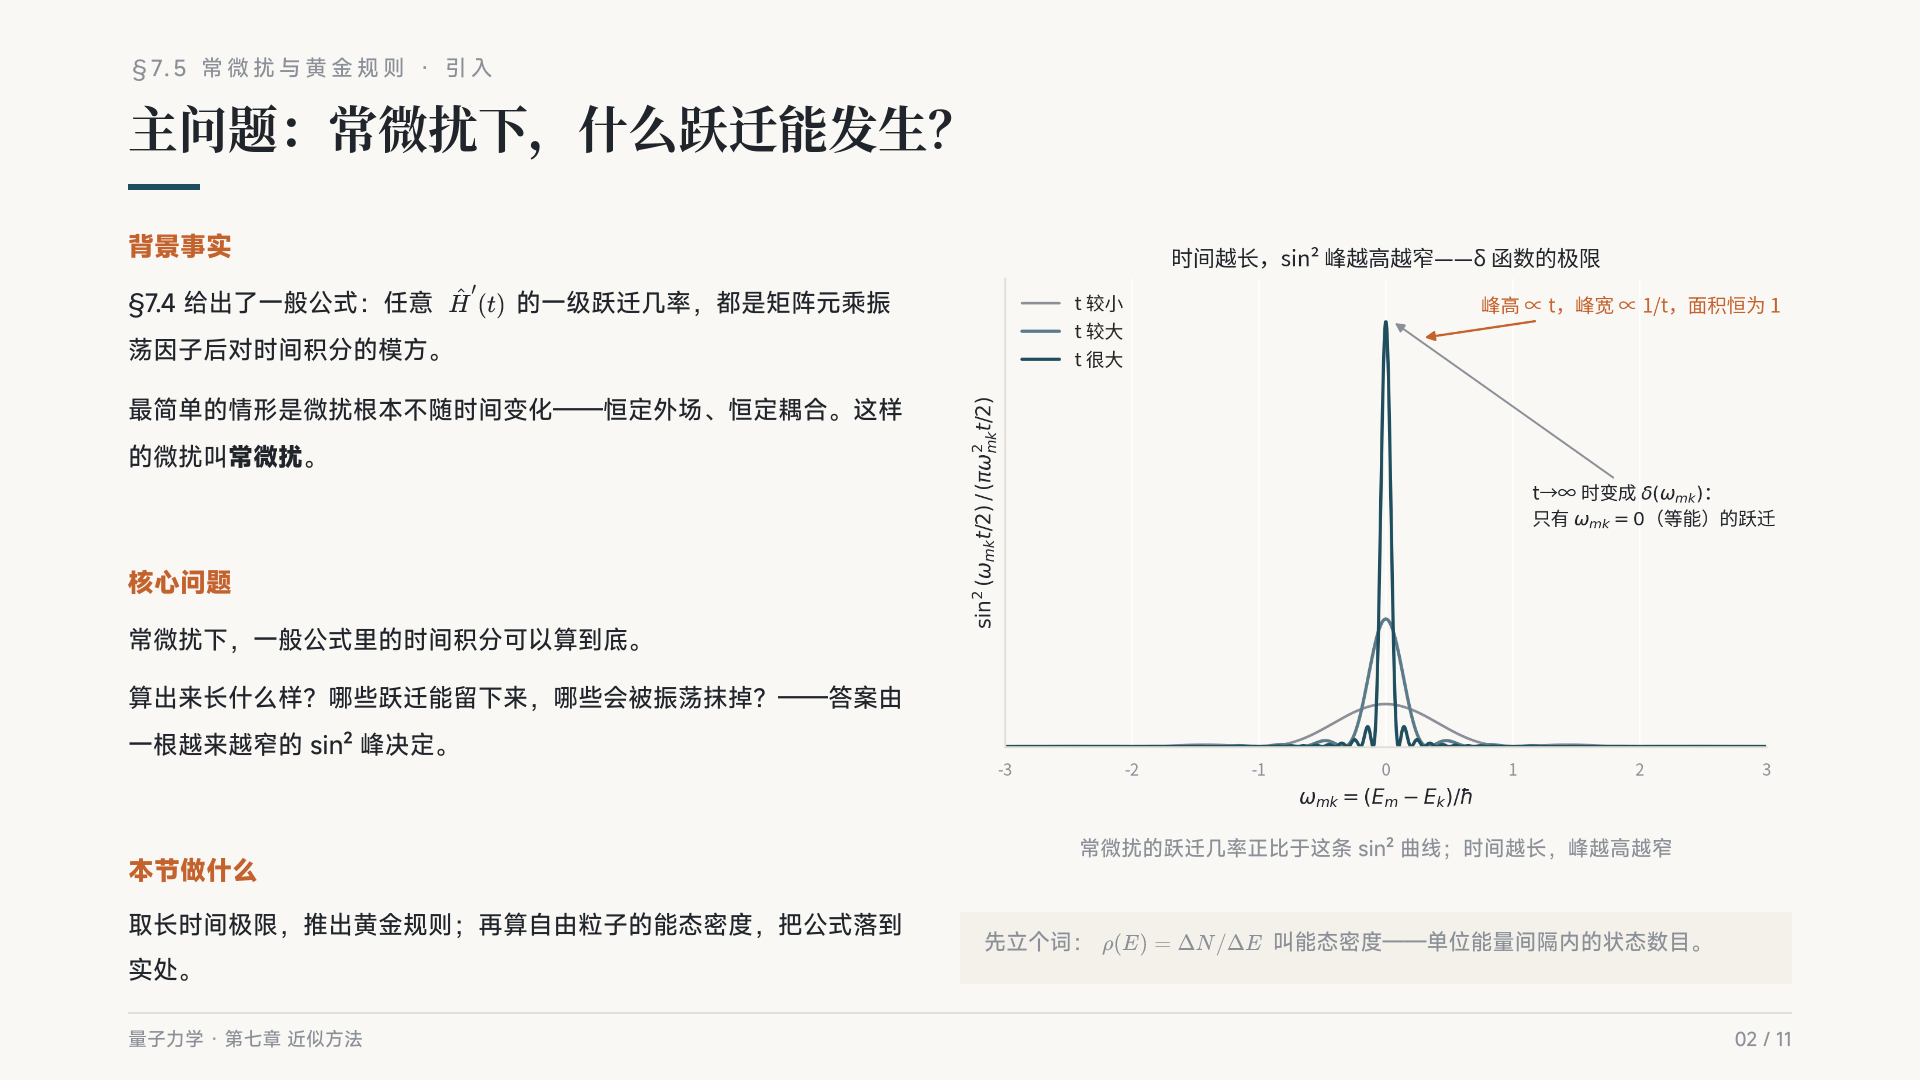 §7.5 常微扰与黄金规则 · 引入
主问题：常微扰下，什么跃迁能发生？
背景事实
§7.4 给出了一般公式：任意 Ĥ′(t) 的一级跃迁几率，都是矩阵元乘振
荡因子后对时间积分的模方。
最简单的情形是微扰根本不随时间变化——恒定外场、恒定耦合。这样
的微扰叫常微扰。
核心问题
常微扰下，一般公式里的时间积分可以算到底。
算出来长什么样？哪些跃迁能留下来，哪些会被振荡抹掉？——答案由
一根越来越窄的 sin² 峰决定。
本节做什么
取长时间极限，推出黄金规则；再算自由粒子的能态密度，把公式落到
实处。
时间越长，sin² 峰越高越窄——δ 函数的极限
t 较小
t 较大
t 很大
峰高 ∝ t，峰宽 ∝ 1/t，面积恒为 1
t→∞ 时变成 δ(ω_mk)：
只有 ω_mk = 0（等能）的跃迁
sin² (ω_mk t/2) / (πω²_mk t/2)
-3 -2 -1 0 1 2 3
ω_mk = (E_m − E_k)/ħ
常微扰的跃迁几率正比于这条 sin² 曲线；时间越长，峰越高越窄
先立个词： ρ(E) = ΔN/ΔE 叫能态密度——单位能量间隔内的状态数目。
量子力学 · 第七章 近似方法
02 / 11